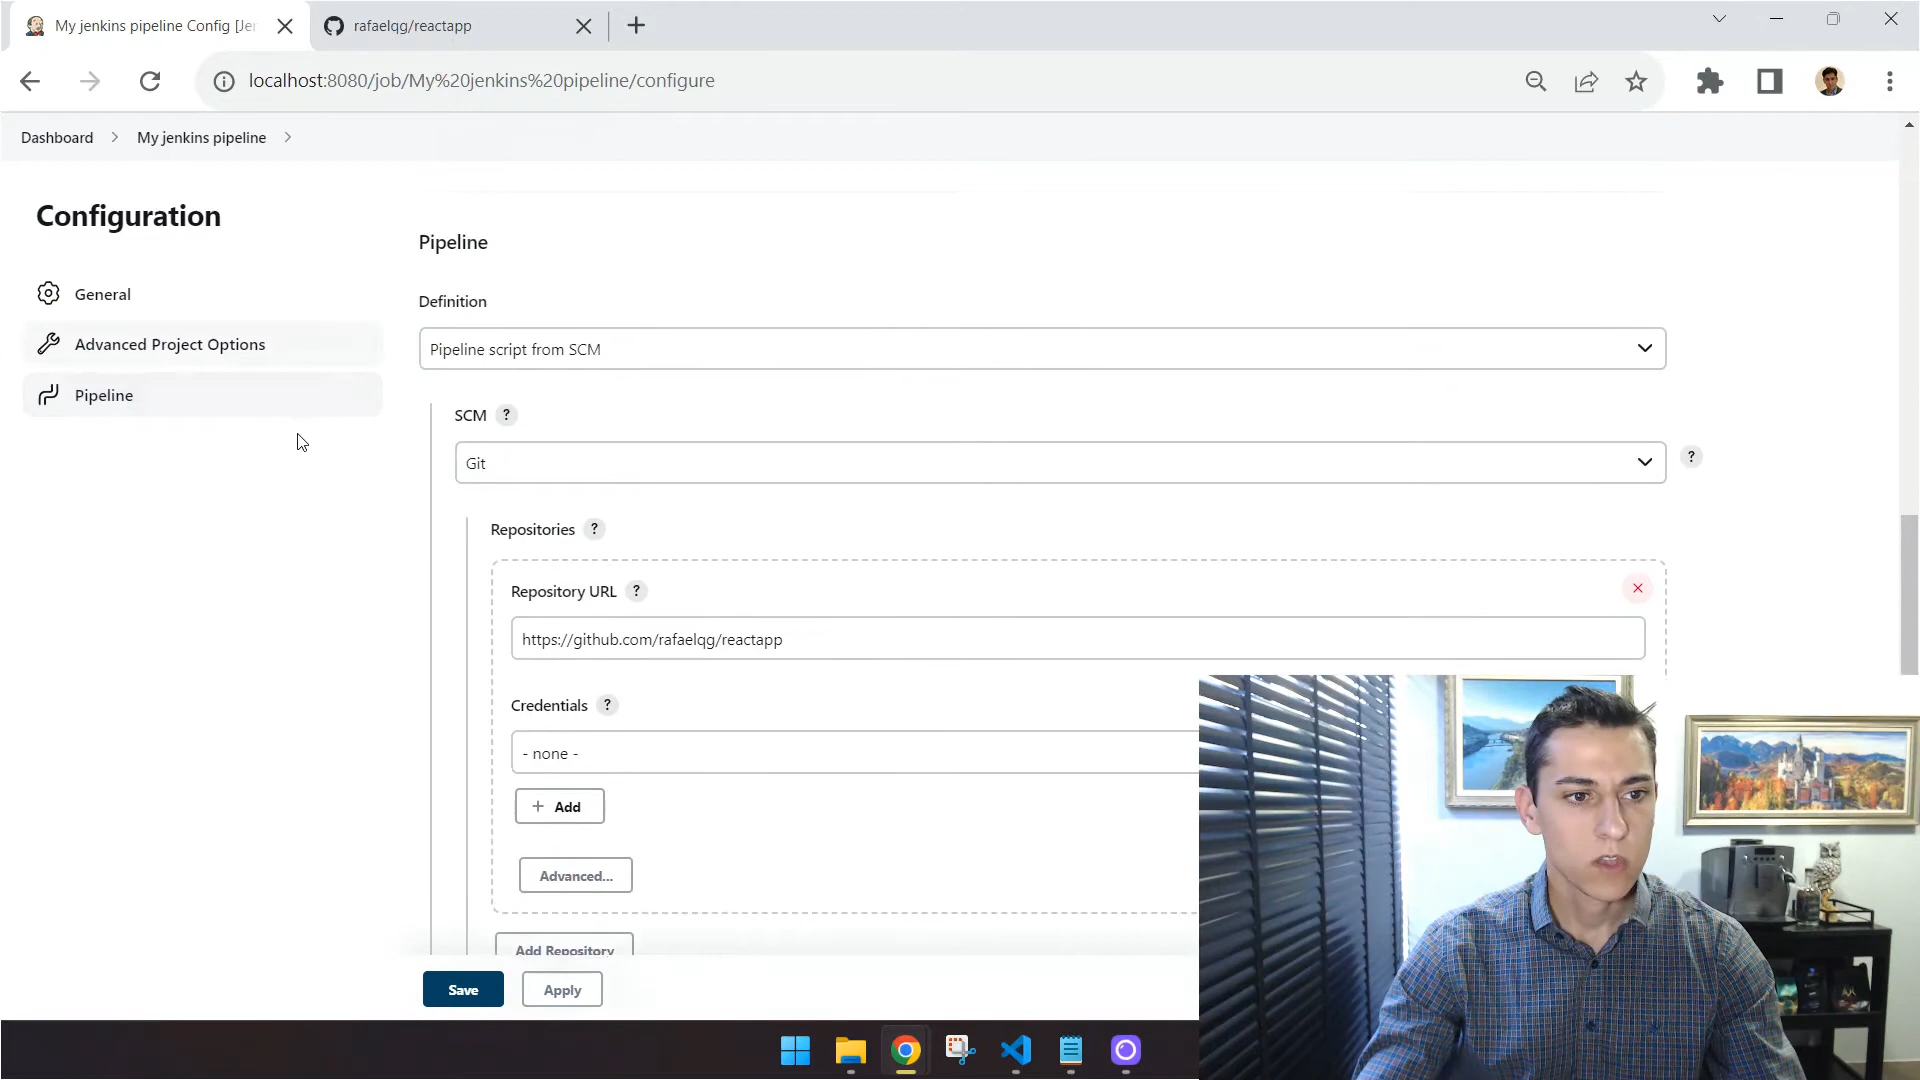 My jenkins pipeline Config [Je
rafaelqg/reactapp
localhost:8080/job/My%20jenkins%20pipeline/configure
Dashboard
My jenkins pipeline
Configuration
General
Advanced Project Options
Pipeline
Pipeline
Definition
Pipeline script from SCM
SCM ?
Git
?
Repositories ?
Repository URL ?
https://github.com/rafaelqg/reactapp
Credentials ?
- none -
+ Add
Advanced...
Add Repository
Save
Apply